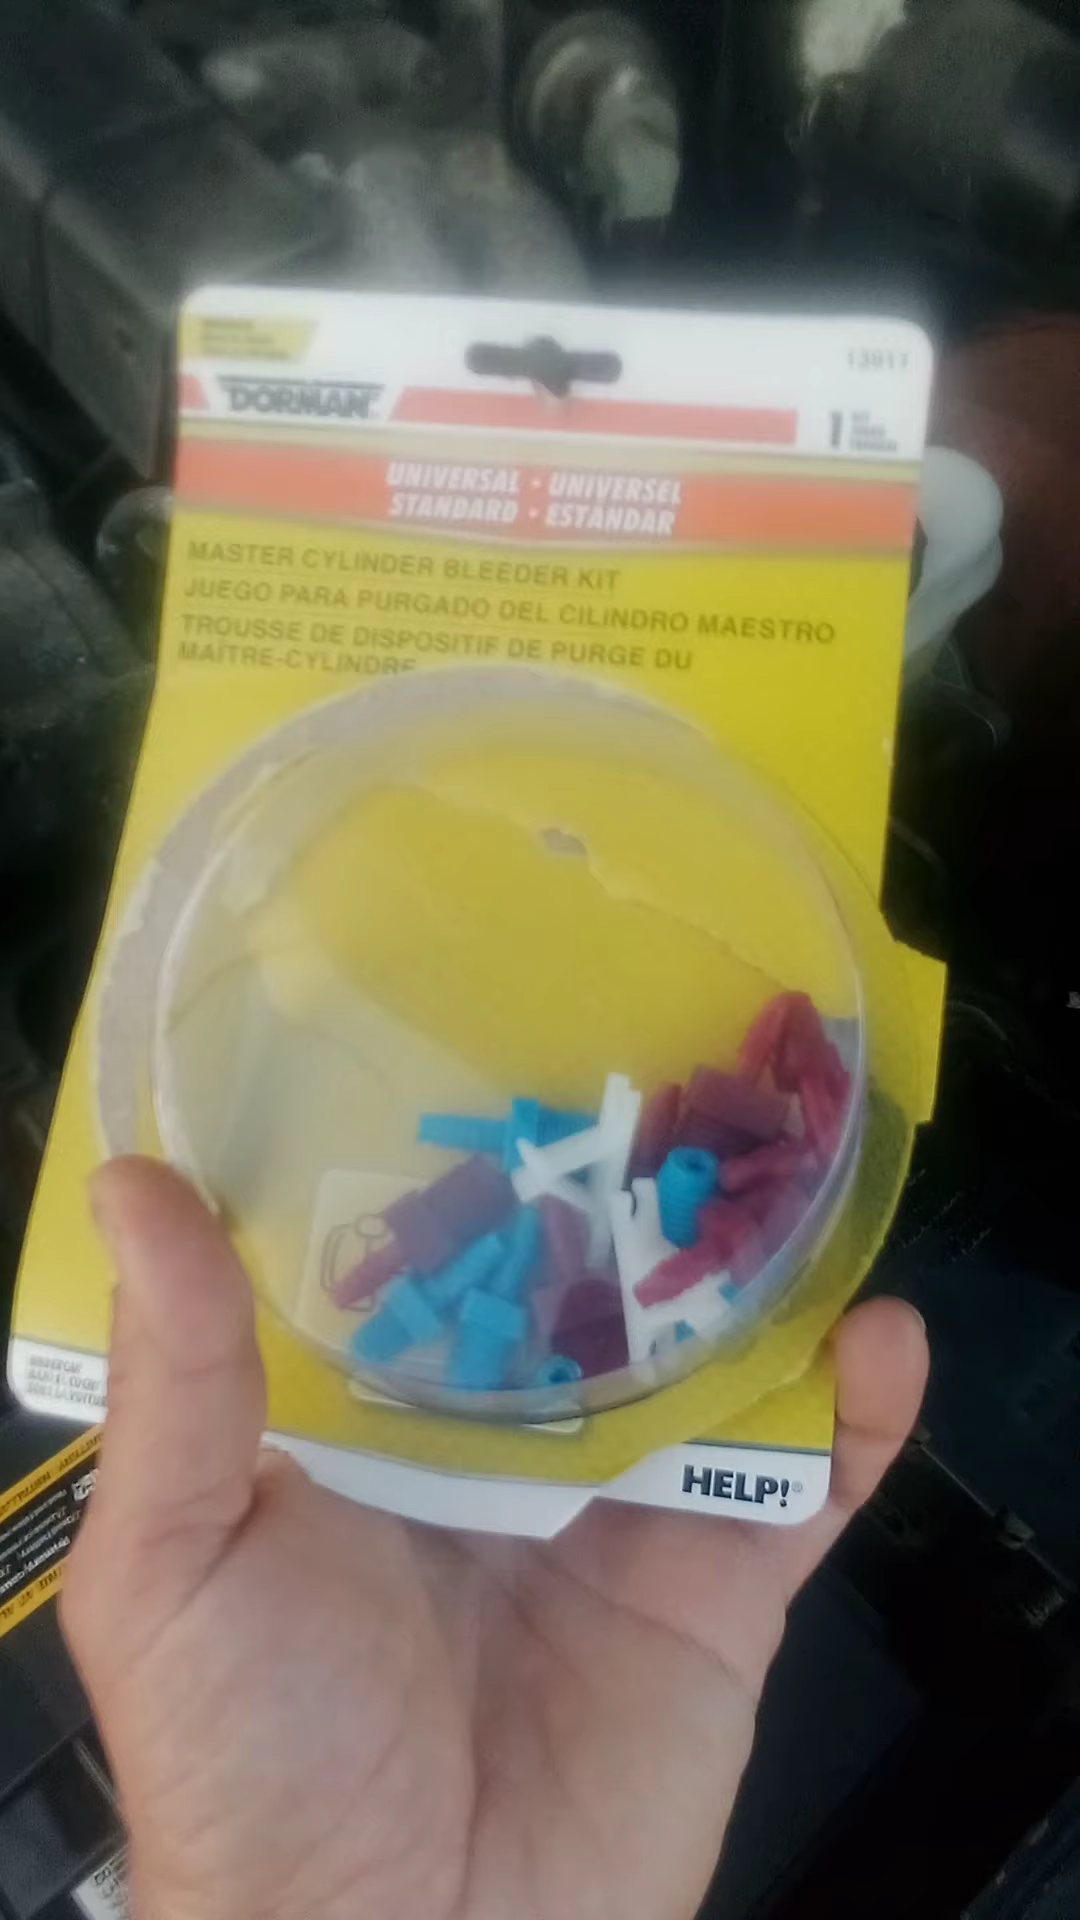 DORMAN
13911
1
UNIVERSAL · UNIVERSEL
STANDARD · ESTÁNDAR
MASTER CYLINDER BLEEDER KIT
JUEGO PARA PURGADO DEL CILINDRO MAESTRO
TROUSSE DE DISPOSITIF DE PURGE DU
MAÎTRE-CYLINDRE
HELP!®